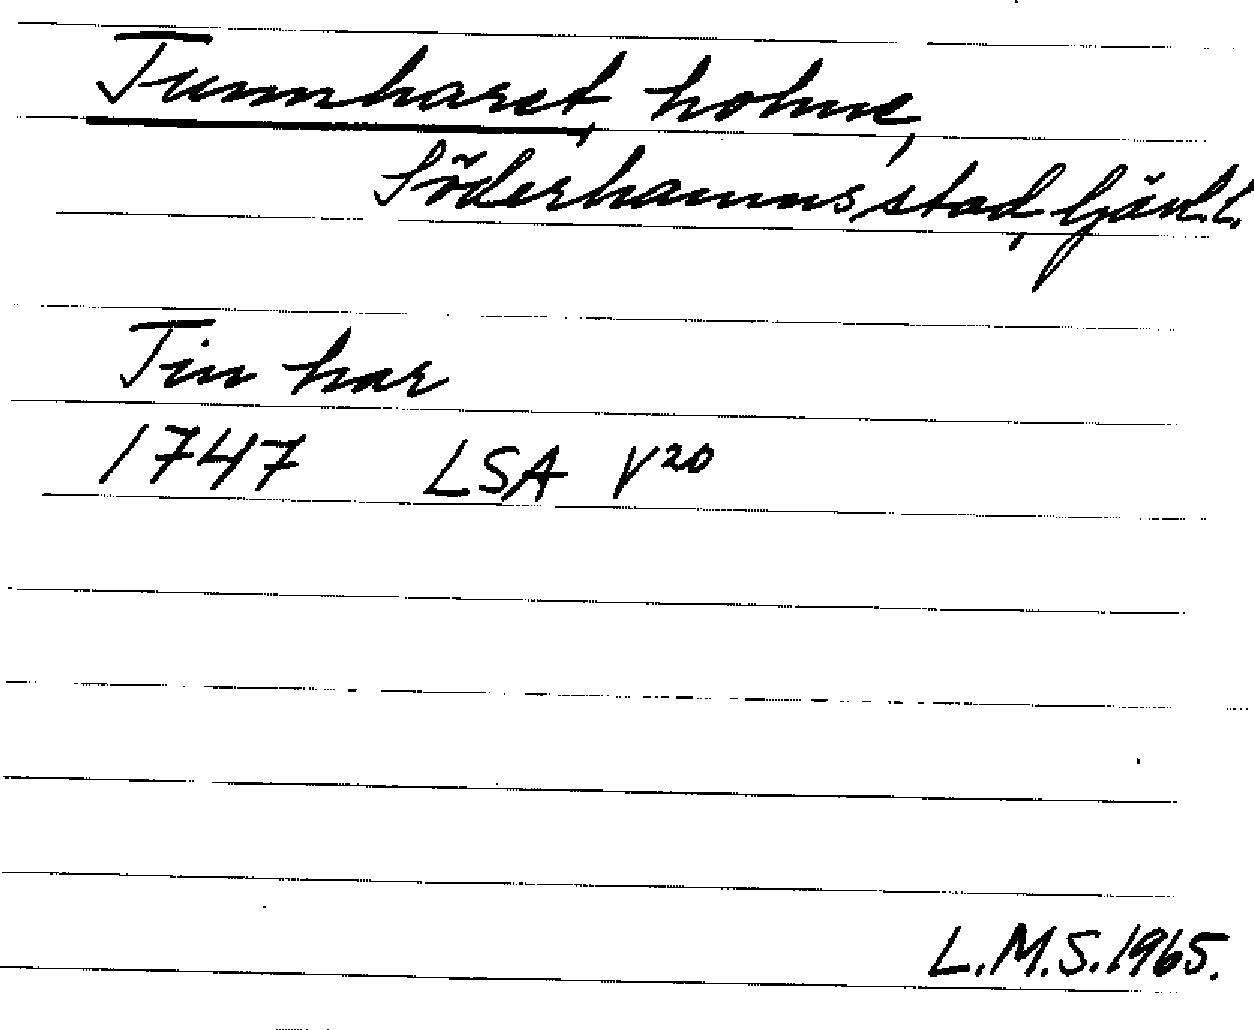 Tunnharet, holme,
Söderhamns stad, Gävl. l.
Tin har
1747 LSA V20
L.M.S. 1965.